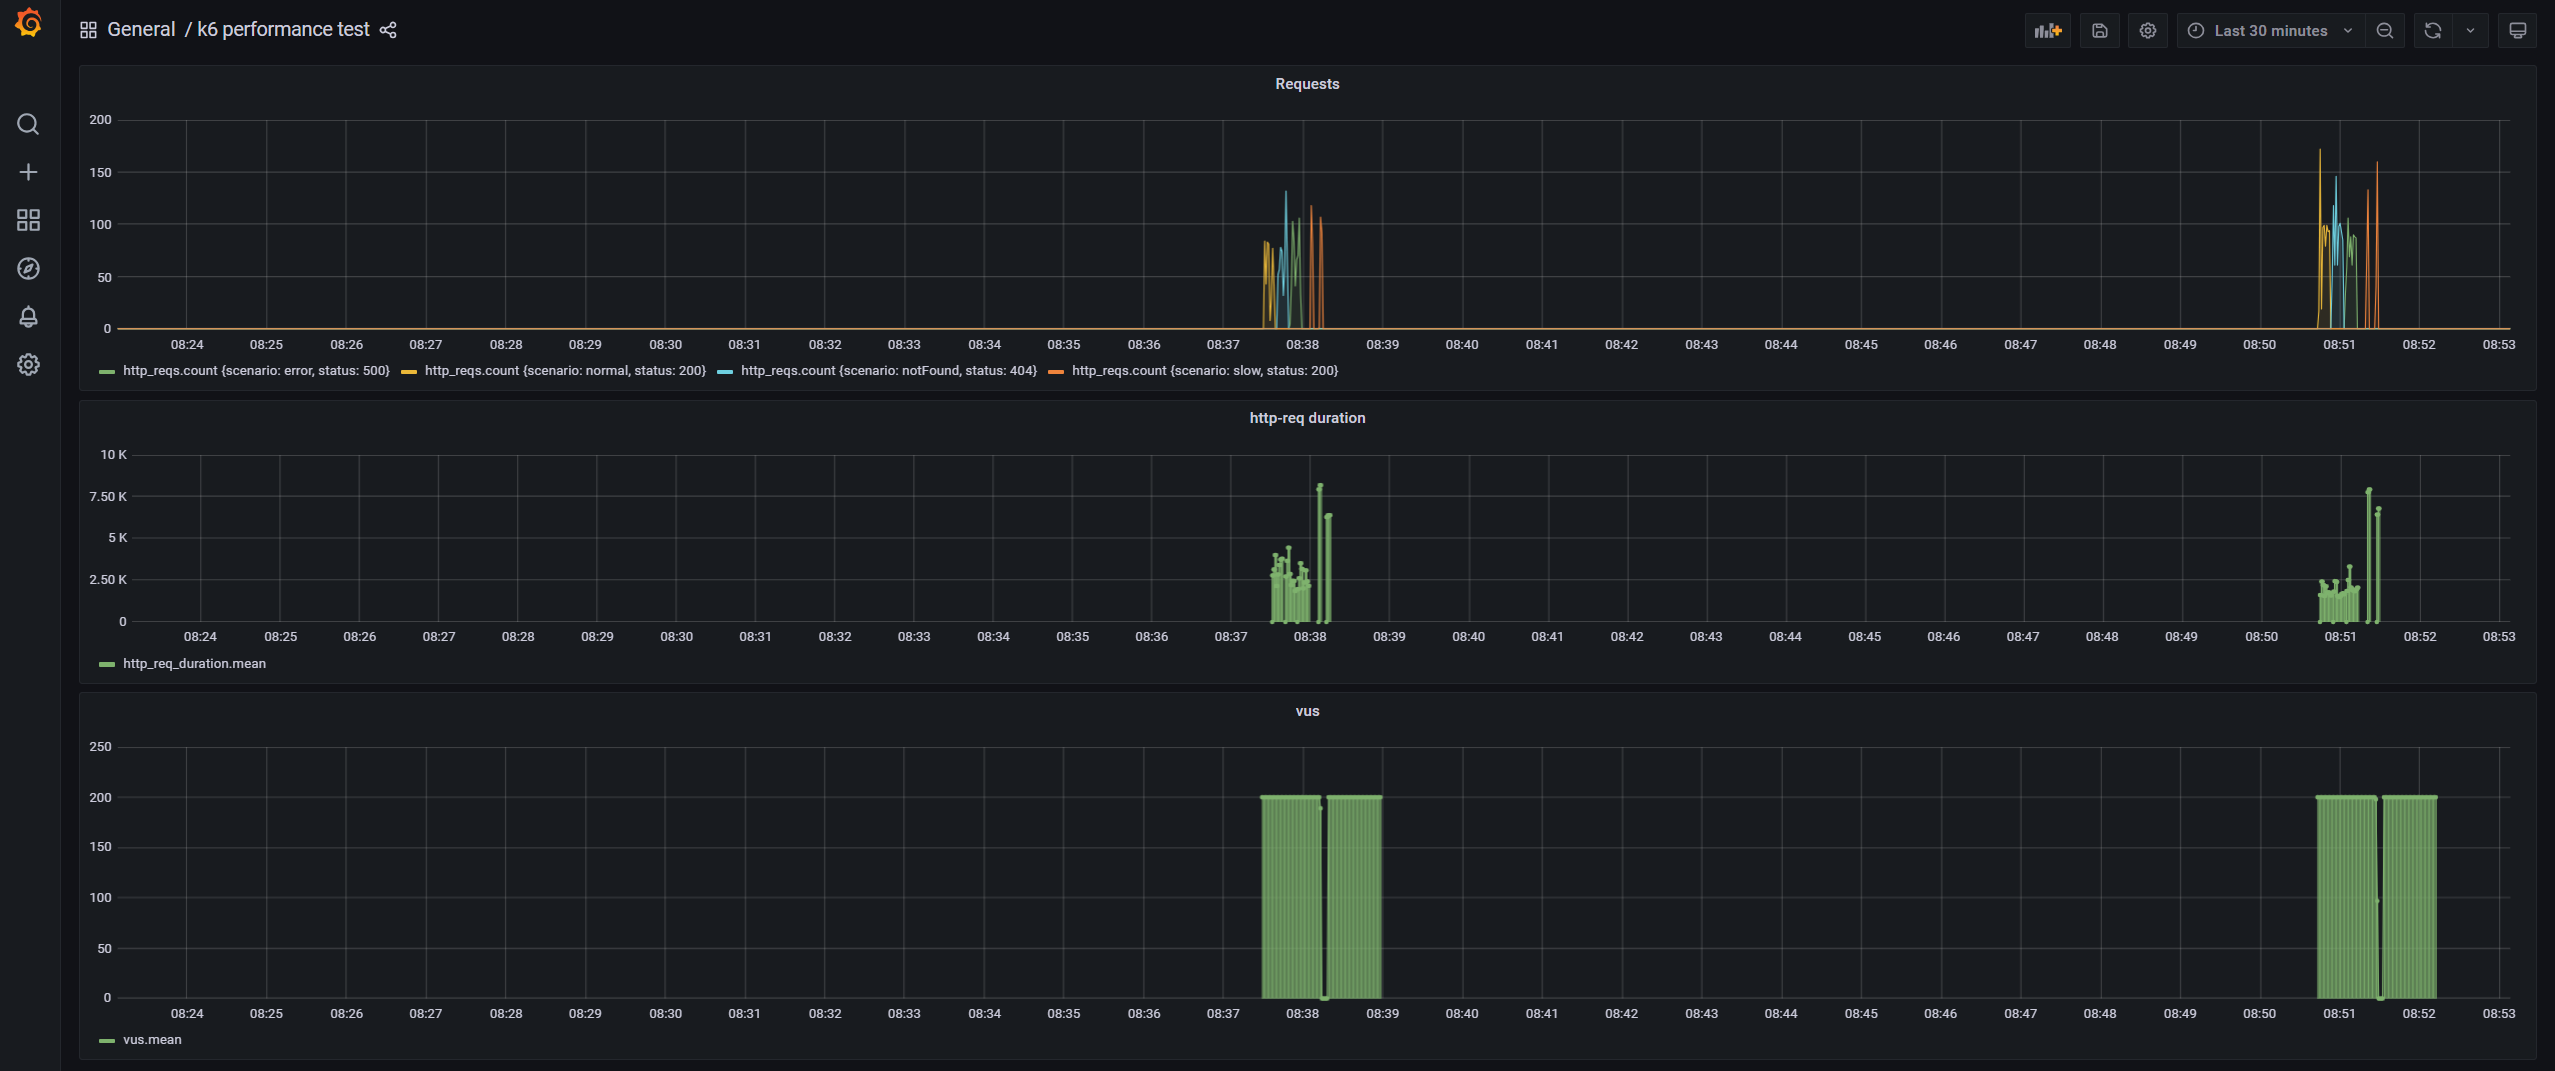 General / k6 performance test
Last 30 minutes
Requests
200
150
100
50
0
08:24 08:25 08:26 08:27 08:28 08:29 08:30 08:31 08:32 08:33 08:34 08:35 08:36 08:37 08:38 08:39 08:40 08:41 08:42 08:43 08:44 08:45 08:46 08:47 08:48 08:49 08:50 08:51 08:52 08:53
http_reqs.count {scenario: error, status: 500} http_reqs.count {scenario: normal, status: 200} http_reqs.count {scenario: notFound, status: 404} http_reqs.count {scenario: slow, status: 200}
http-req duration
10 K
7.50 K
5 K
2.50 K
0
08:24 08:25 08:26 08:27 08:28 08:29 08:30 08:31 08:32 08:33 08:34 08:35 08:36 08:37 08:38 08:39 08:40 08:41 08:42 08:43 08:44 08:45 08:46 08:47 08:48 08:49 08:50 08:51 08:52 08:53
http_req_duration.mean
vus
250
200
150
100
50
0
08:24 08:25 08:26 08:27 08:28 08:29 08:30 08:31 08:32 08:33 08:34 08:35 08:36 08:37 08:38 08:39 08:40 08:41 08:42 08:43 08:44 08:45 08:46 08:47 08:48 08:49 08:50 08:51 08:52 08:53
vus.mean